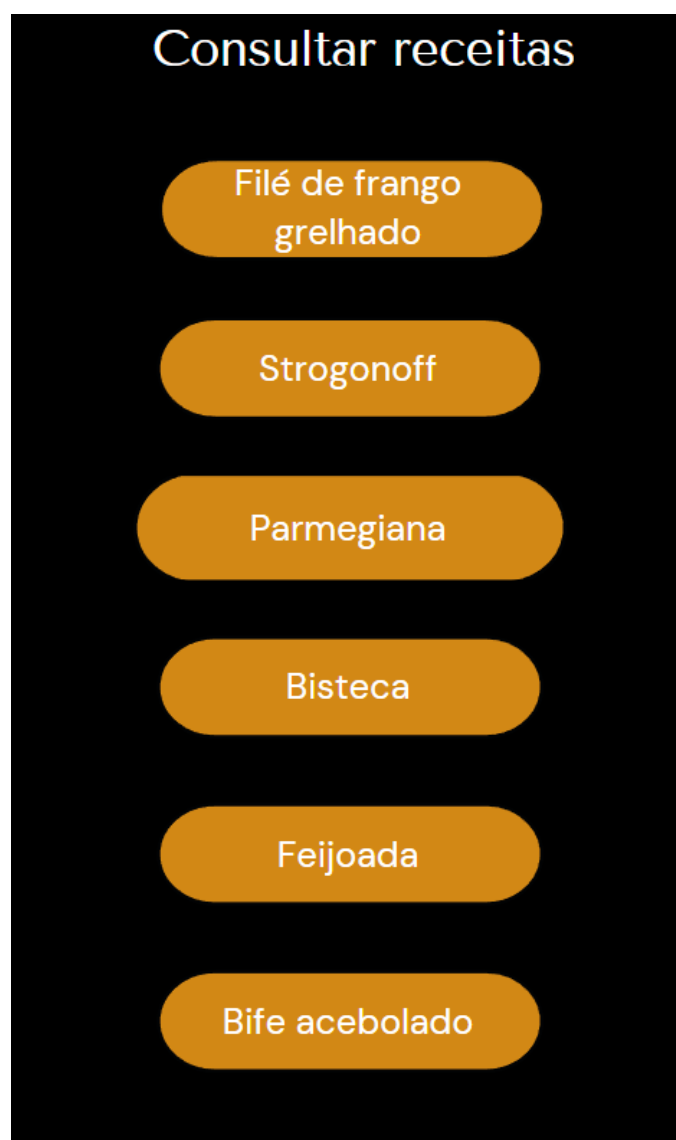 Consultar receitas
Filé de frango
grelhado
Strogonoff
Parmegiana
Bisteca
Feijoada
Bife acebolado